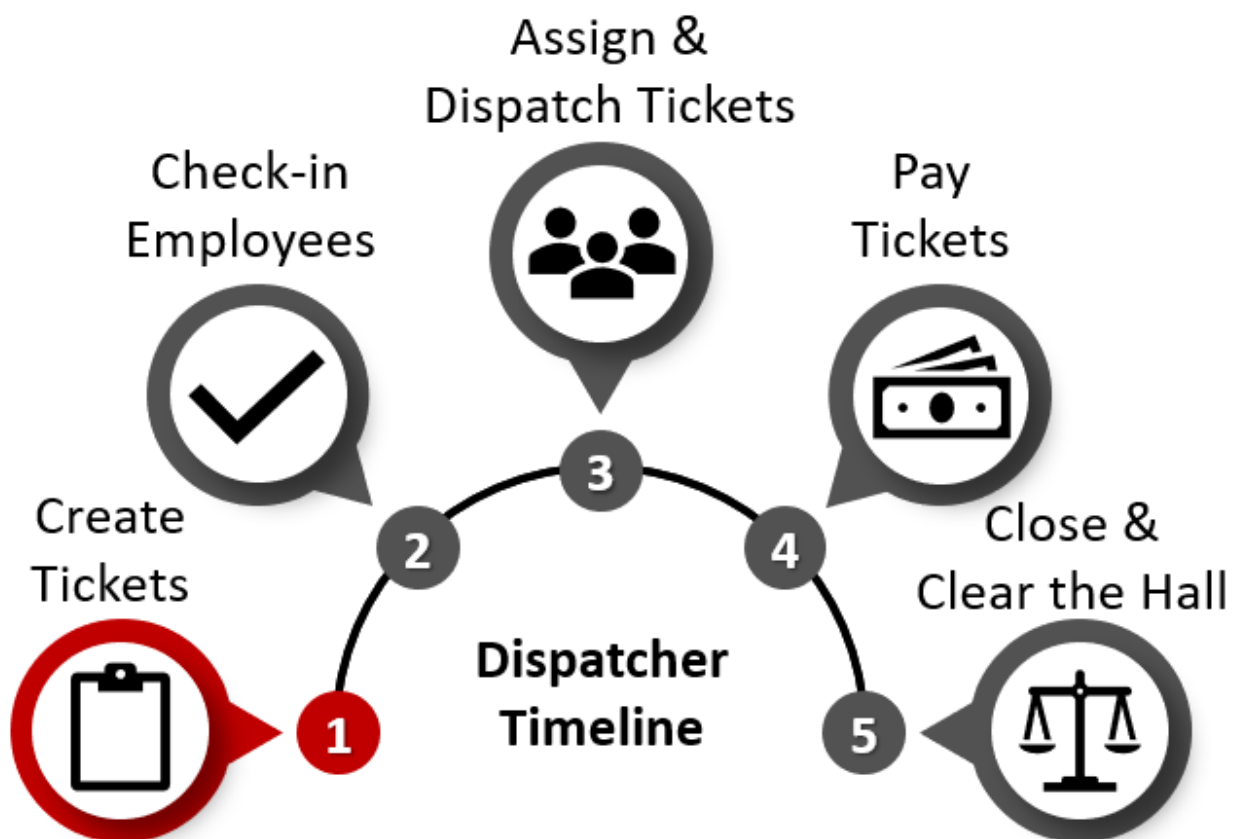 Assign &
Dispatch Tickets
Check-in
Employees
Pay
Tickets
Create
Tickets
Close &
Clear the Hall
1
2
3
4
5
Dispatcher
Timeline